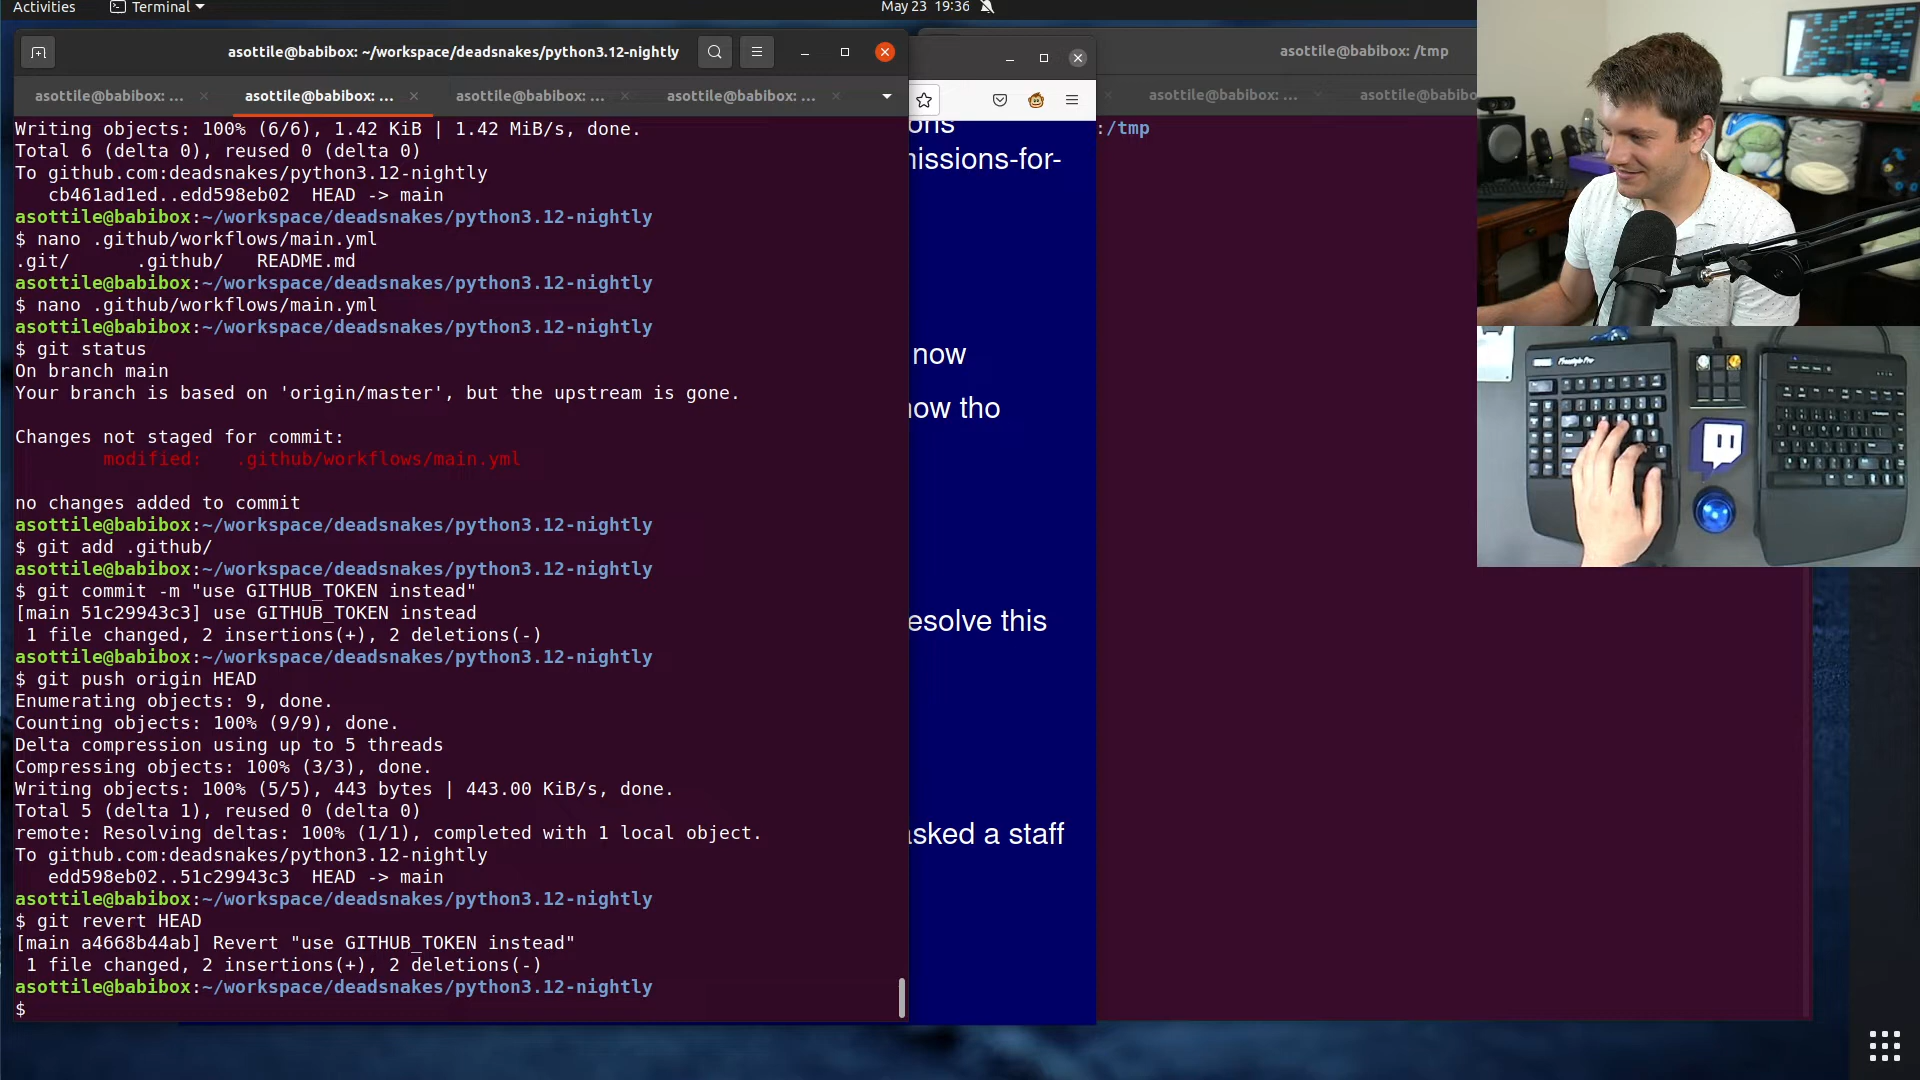 Activities
Terminal
May 23 19:36
asottile@babibox: ~/workspace/deadsnakes/python3.12-nightly
asottile@babibox: ...
asottile@babibox: ...
asottile@babibox: ...
asottile@babibox: ...
Writing objects: 100% (6/6), 1.42 KiB | 1.42 MiB/s, done.
Total 6 (delta 0), reused 0 (delta 0)
To github.com:deadsnakes/python3.12-nightly
cb461ad1ed..edd598eb02 HEAD -> main
asottile@babibox:~/workspace/deadsnakes/python3.12-nightly
$ nano .github/workflows/main.yml
.git/ .github/ README.md
asottile@babibox:~/workspace/deadsnakes/python3.12-nightly
$ nano .github/workflows/main.yml
asottile@babibox:~/workspace/deadsnakes/python3.12-nightly
$ git status
On branch main
Your branch is based on 'origin/master', but the upstream is gone.
Changes not staged for commit:
modified: .github/workflows/main.yml
no changes added to commit
asottile@babibox:~/workspace/deadsnakes/python3.12-nightly
$ git add .github/
asottile@babibox:~/workspace/deadsnakes/python3.12-nightly
$ git commit -m "use GITHUB_TOKEN instead"
[main 51c29943c3] use GITHUB_TOKEN instead
1 file changed, 2 insertions(+), 2 deletions(-)
asottile@babibox:~/workspace/deadsnakes/python3.12-nightly
$ git push origin HEAD
Enumerating objects: 9, done.
Counting objects: 100% (9/9), done.
Delta compression using up to 5 threads
Compressing objects: 100% (3/3), done.
Writing objects: 100% (5/5), 443 bytes | 443.00 KiB/s, done.
Total 5 (delta 1), reused 0 (delta 0)
remote: Resolving deltas: 100% (1/1), completed with 1 local object.
To github.com:deadsnakes/python3.12-nightly
edd598eb02..51c29943c3 HEAD -> main
asottile@babibox:~/workspace/deadsnakes/python3.12-nightly
$ git revert HEAD
[main a4668b44ab] Revert "use GITHUB_TOKEN instead"
1 file changed, 2 insertions(+), 2 deletions(-)
asottile@babibox:~/workspace/deadsnakes/python3.12-nightly
$
ons
missions-for-
now
now tho
esolve this
asked a staff
asottile@babibox: /tmp
asottile@babibox: ...
asottile@babibo
:/tmp
Freestyle Pro